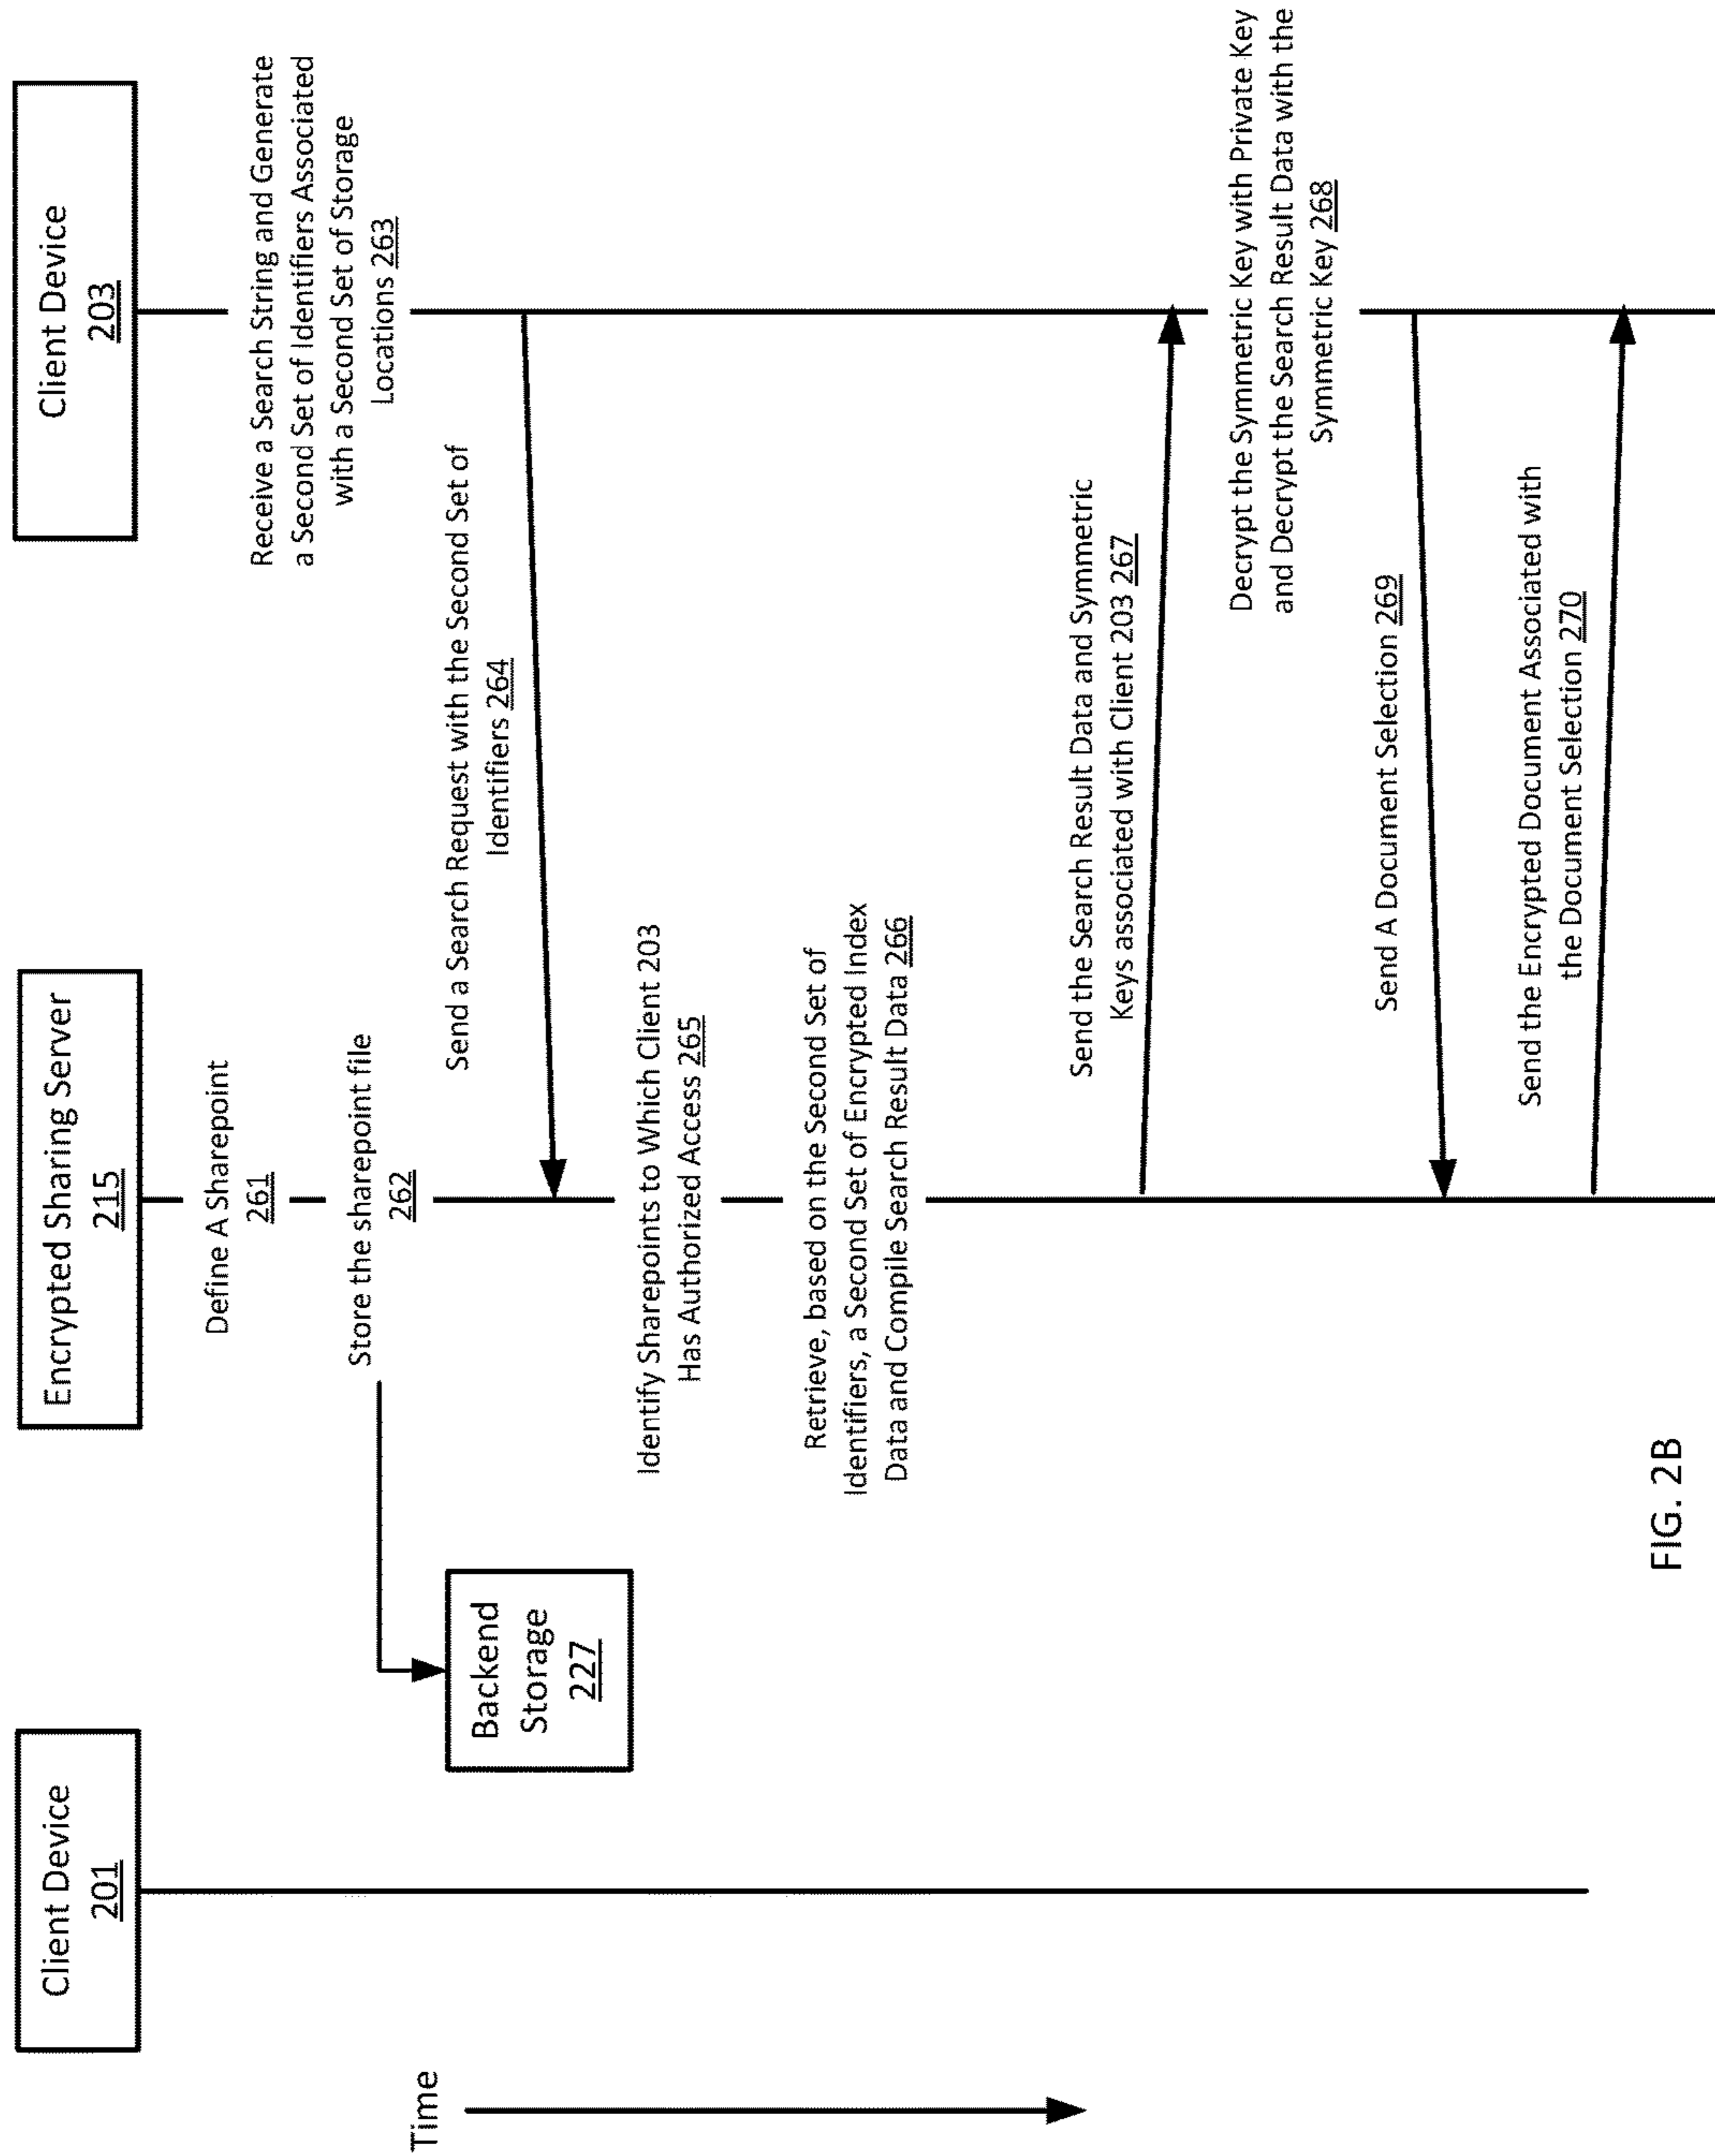 Client Device
201
Encrypted Sharing Server
215
Client Device
203
Time
Define A Sharepoint
261
Store the sharepoint file
262
Backend
Storage
227
Receive a Search String and Generate
a Second Set of Identifiers Associated
with a Second Set of Storage
Locations 263
Send a Search Request with the Second Set of
Identifiers 264
Identify Sharepoints to Which Client 203
Has Authorized Access 265
Retrieve, based on the Second Set of
Identifiers, a Second Set of Encrypted Index
Data and Compile Search Result Data 266
Send the Search Result Data and Symmetric
Keys associated with Client 203 267
Decrypt the Symmetric Key with Private Key
and Decrypt the Search Result Data with the
Symmetric Key 268
Send A Document Selection 269
Send the Encrypted Document Associated with
the Document Selection 270
FIG. 2B